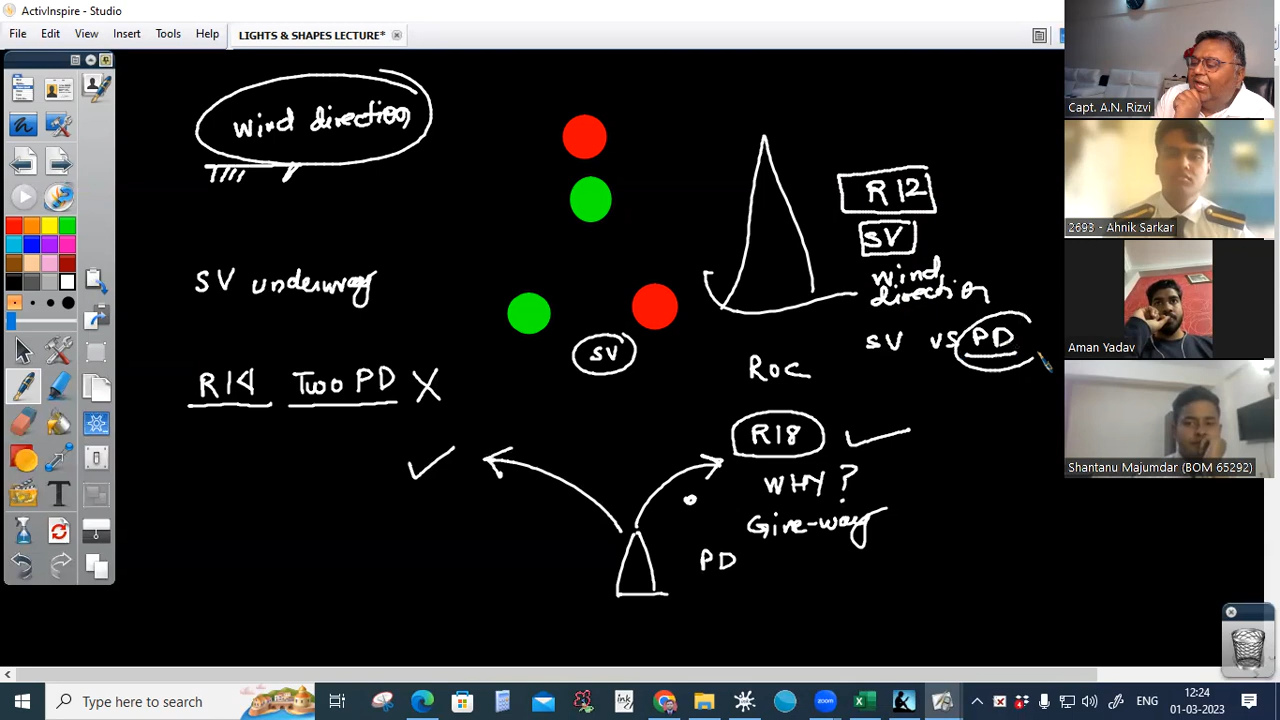 ActivInspire - Studio
File Edit View Insert Tools Help
LIGHTS & SHAPES LECTURE*
wind direction
R12
SV
wind direction
SV VS PD
SV underway
SV
Roc
R14 Two PD X
R18
WHY?
Give-way
PD
Capt. A.N. Rizvi
2693 - Ahnik Sarkar
Aman Yadav
Shantanu Majumdar (BOM 65292)
Type here to search
zoom
ink
ENG
12:24
01-03-2023